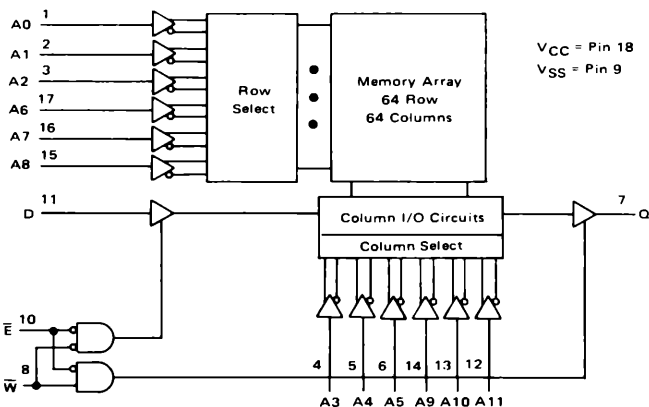 A0 1
A1 2
A2 3
A6 17
A7 16
A8 15
Row
Select
Memory Array
64 Row
64 Columns
VCC = Pin 18
VSS = Pin 9
D 11
Column I/O Circuits
Column Select
7 Q
E 10
W 8
4 5 6 14 13 12
A3 A4 A5 A9 A10 A11